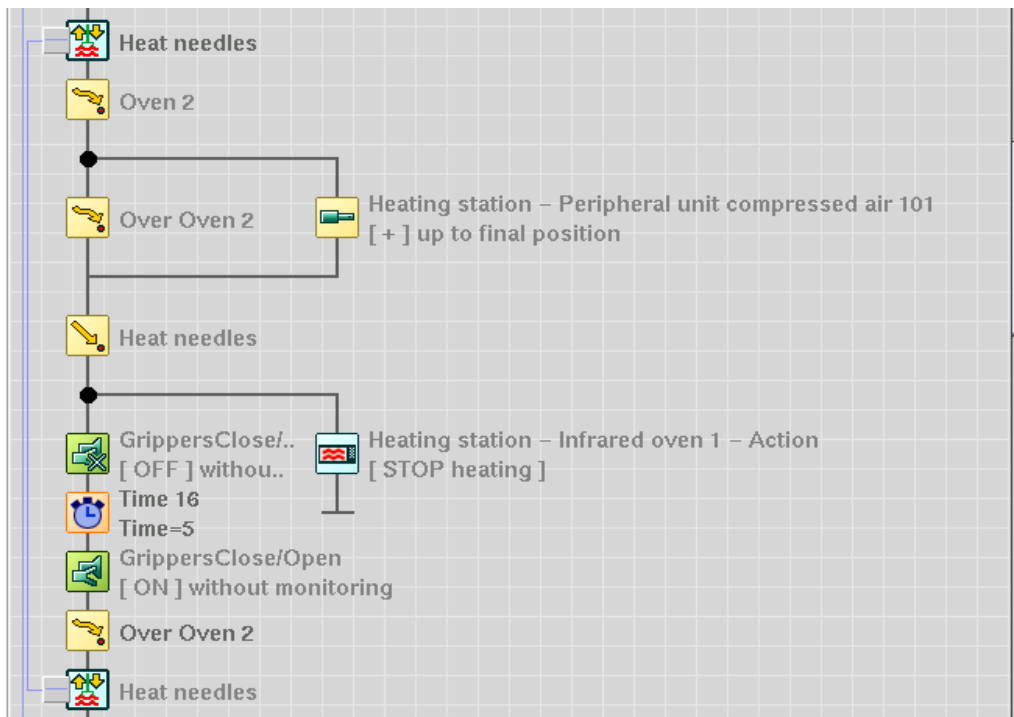 Heat needles
Oven 2
Over Oven 2
Heating station – Peripheral unit compressed air 101
[ + ] up to final position
Heat needles
GrippersClose/..
[ OFF ] withou..
Heating station – Infrared oven 1 – Action
[ STOP heating ]
Time 16
Time=5
GrippersClose/Open
[ ON ] without monitoring
Over Oven 2
Heat needles